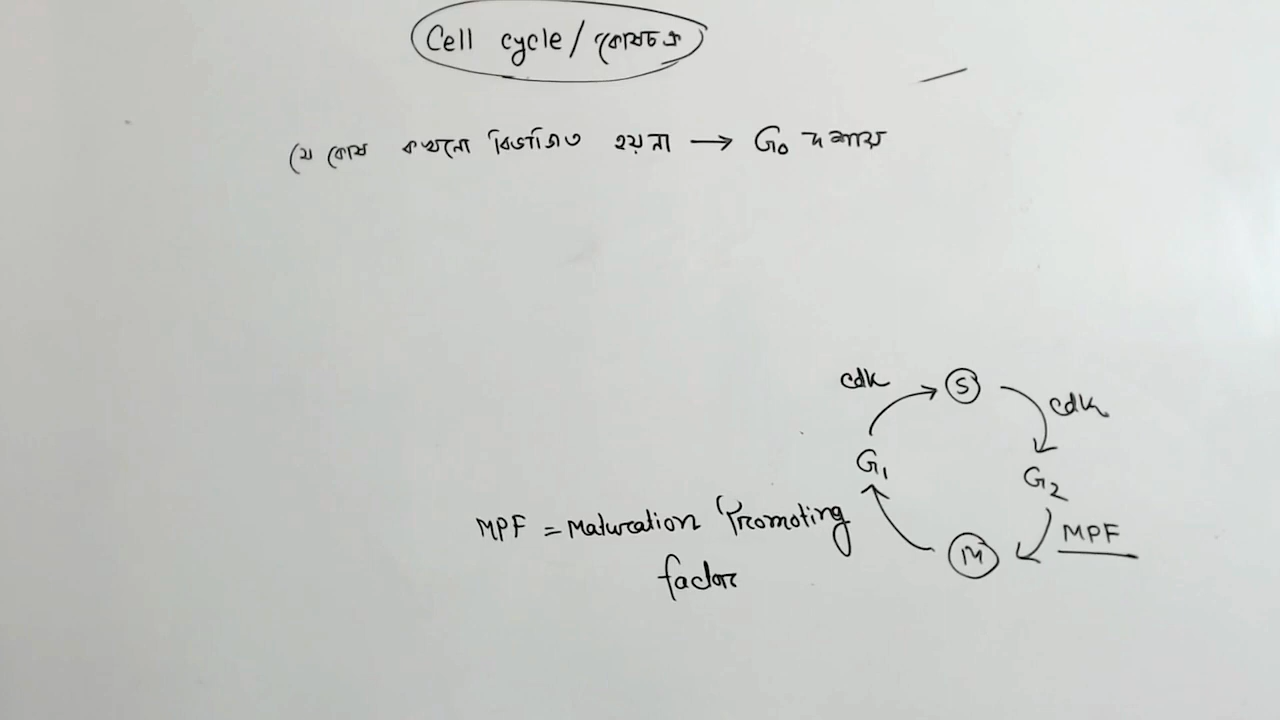 Cell cycle / কোষচক্র
যে কোষ কখনো বিভাজিত হয় না → G₀ দশায়
cdk
S
cdk
G₁
G₂
MPF = Maturation Promoting
factor
MPF
M